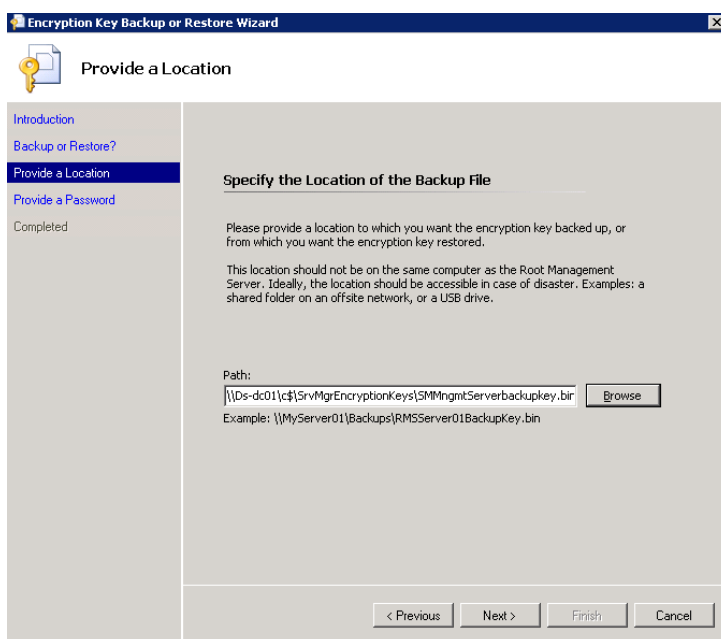 Encryption Key Backup or Restore Wizard
Provide a Location
Introduction
Backup or Restore?
Provide a Location
Provide a Password
Completed
Specify the Location of the Backup File
Please provide a location to which you want the encryption key backed up, or
from which you want the encryption key restored.
This location should not be on the same computer as the Root Management
Server. Ideally, the location should be accessible in case of disaster. Examples: a
shared folder on an offsite network, or a USB drive.
Path:
\\Ds-dc01\c$\SrvMgrEncryptionKeys\SMMngmtServerbackupkey.bin
Browse
Example: \\MyServer01\Backups\RMSServer01BackupKey.bin
< Previous
Next >
Finish
Cancel